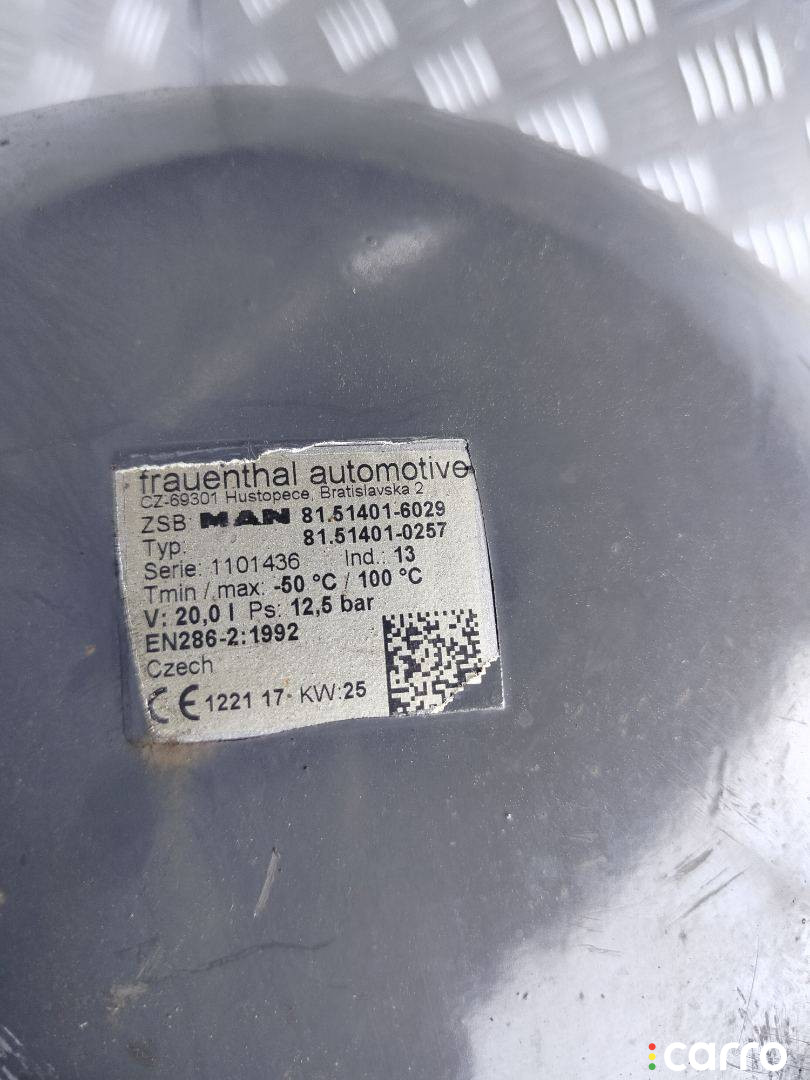 frauenthal automotive
CZ-69301 Hustopece, Bratislavska 2
ZSB MAN 81.51401-6029
Typ: 81.51401-0257
Serie: 1101436 Ind.: 13
Tmin / max: -50 °C / 100 °C
V: 20,0 l Ps: 12,5 bar
EN286-2:1992
Czech
CE 1221 17 KW:25
carro